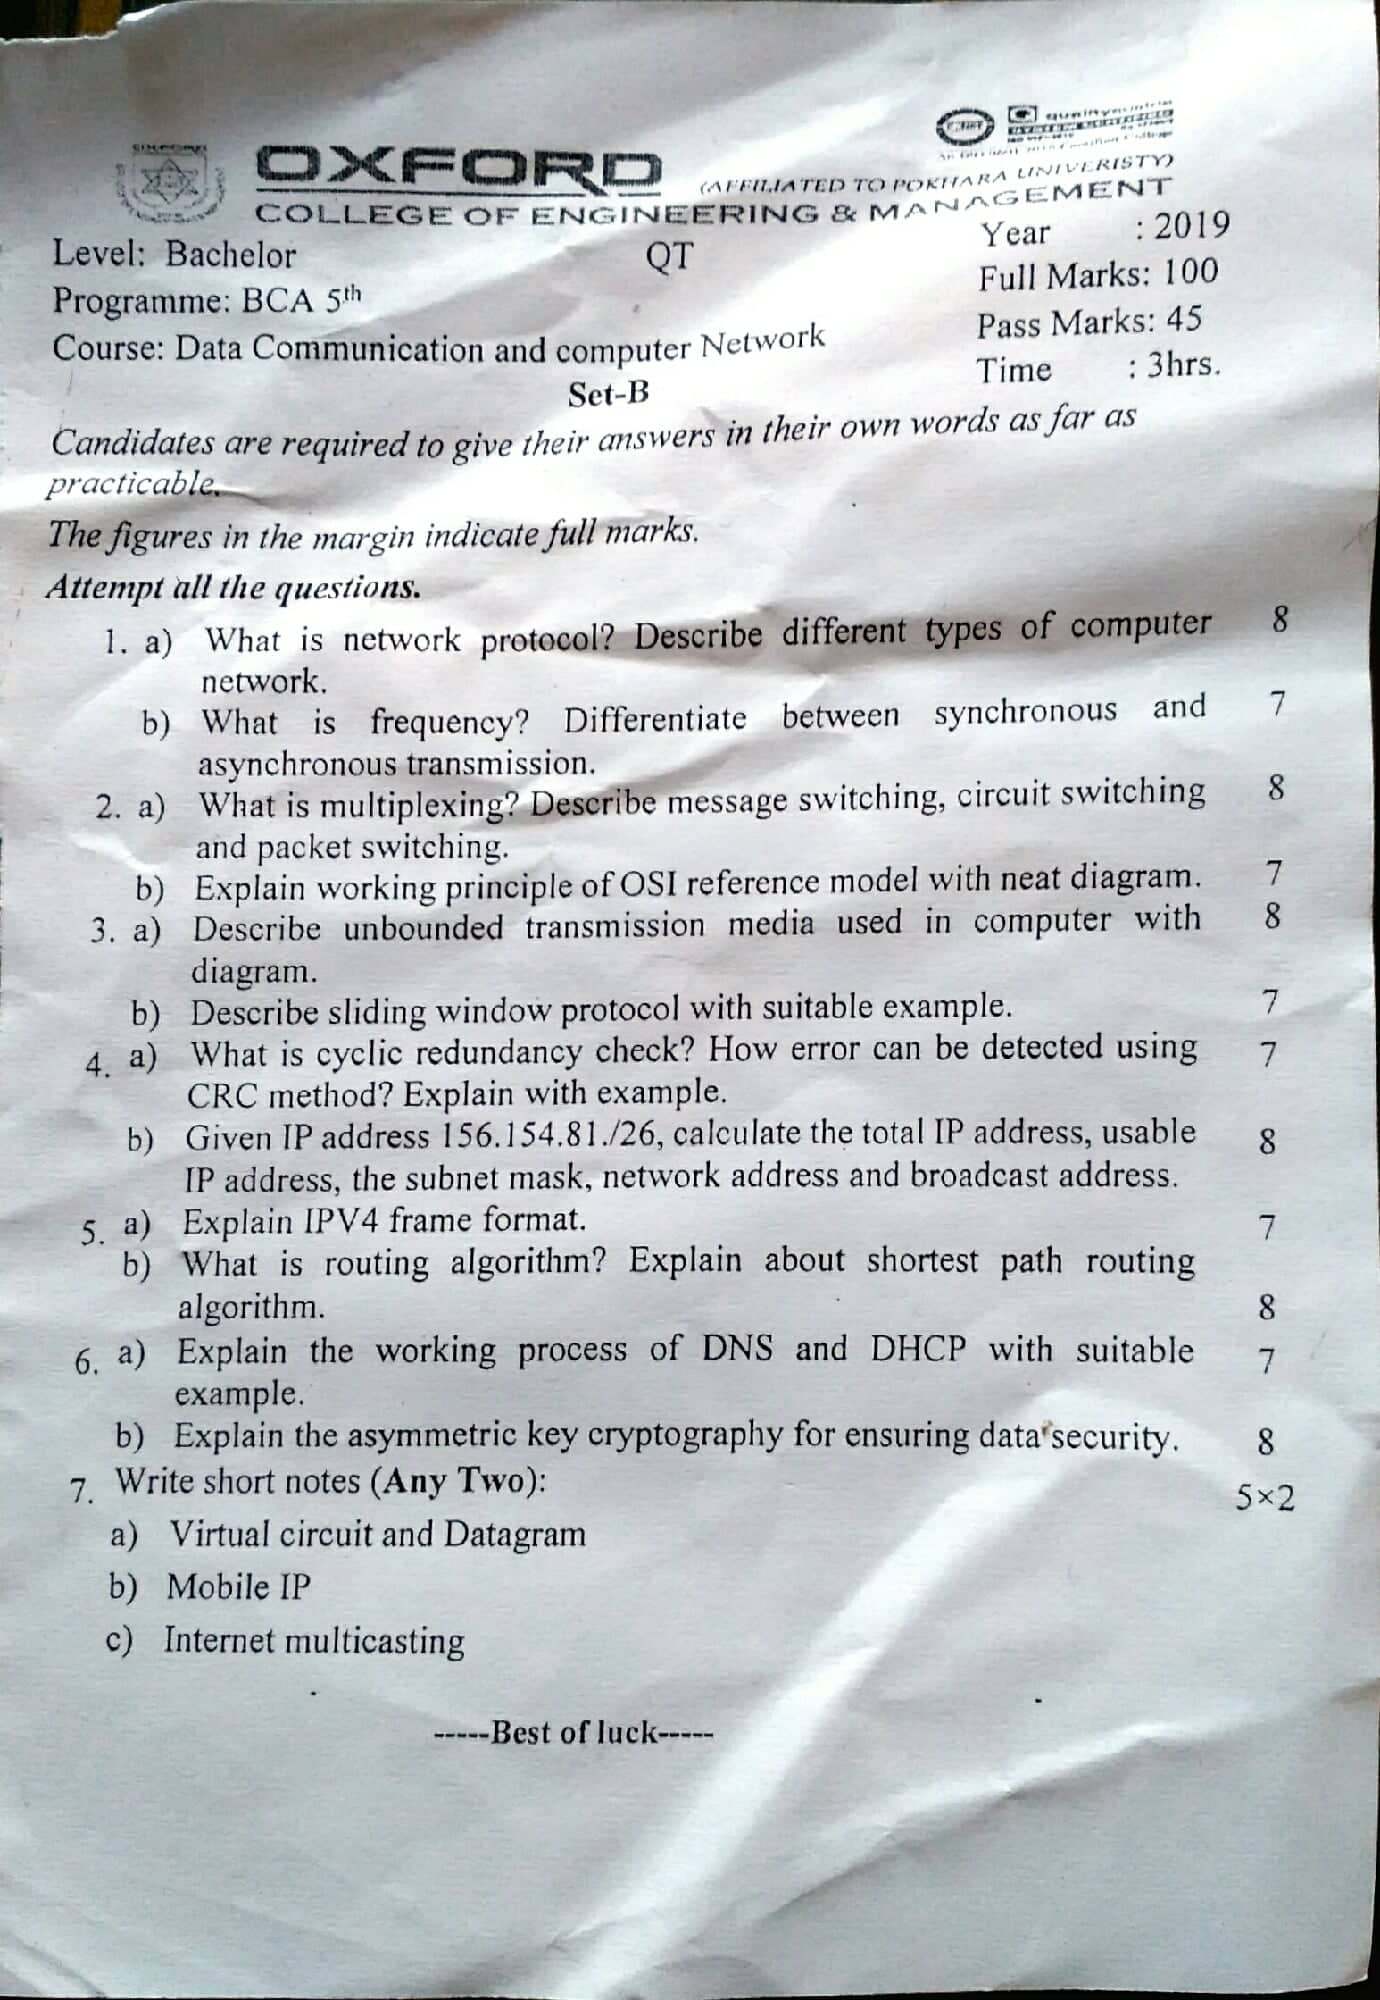 OXFORD
(AFFILIATED TO POKHARA UNIVERISTY)
COLLEGE OF ENGINEERING & MANAGEMENT
Level: Bachelor QT Year : 2019
Programme: BCA 5th Full Marks: 100
Course: Data Communication and computer Network Pass Marks: 45
Set-B Time : 3hrs.
Candidates are required to give their answers in their own words as far as
practicable.
The figures in the margin indicate full marks.
Attempt all the questions.
1. a) What is network protocol? Describe different types of computer 8
network.
b) What is frequency? Differentiate between synchronous and 7
asynchronous transmission.
2. a) What is multiplexing? Describe message switching, circuit switching 8
and packet switching.
b) Explain working principle of OSI reference model with neat diagram. 7
3. a) Describe unbounded transmission media used in computer with 8
diagram.
b) Describe sliding window protocol with suitable example. 7
4. a) What is cyclic redundancy check? How error can be detected using 7
CRC method? Explain with example.
b) Given IP address 156.154.81./26, calculate the total IP address, usable 8
IP address, the subnet mask, network address and broadcast address.
5. a) Explain IPV4 frame format. 7
b) What is routing algorithm? Explain about shortest path routing
algorithm. 8
6. a) Explain the working process of DNS and DHCP with suitable 7
example.
b) Explain the asymmetric key cryptography for ensuring data security. 8
7. Write short notes (Any Two): 5×2
a) Virtual circuit and Datagram
b) Mobile IP
c) Internet multicasting
-----Best of luck-----